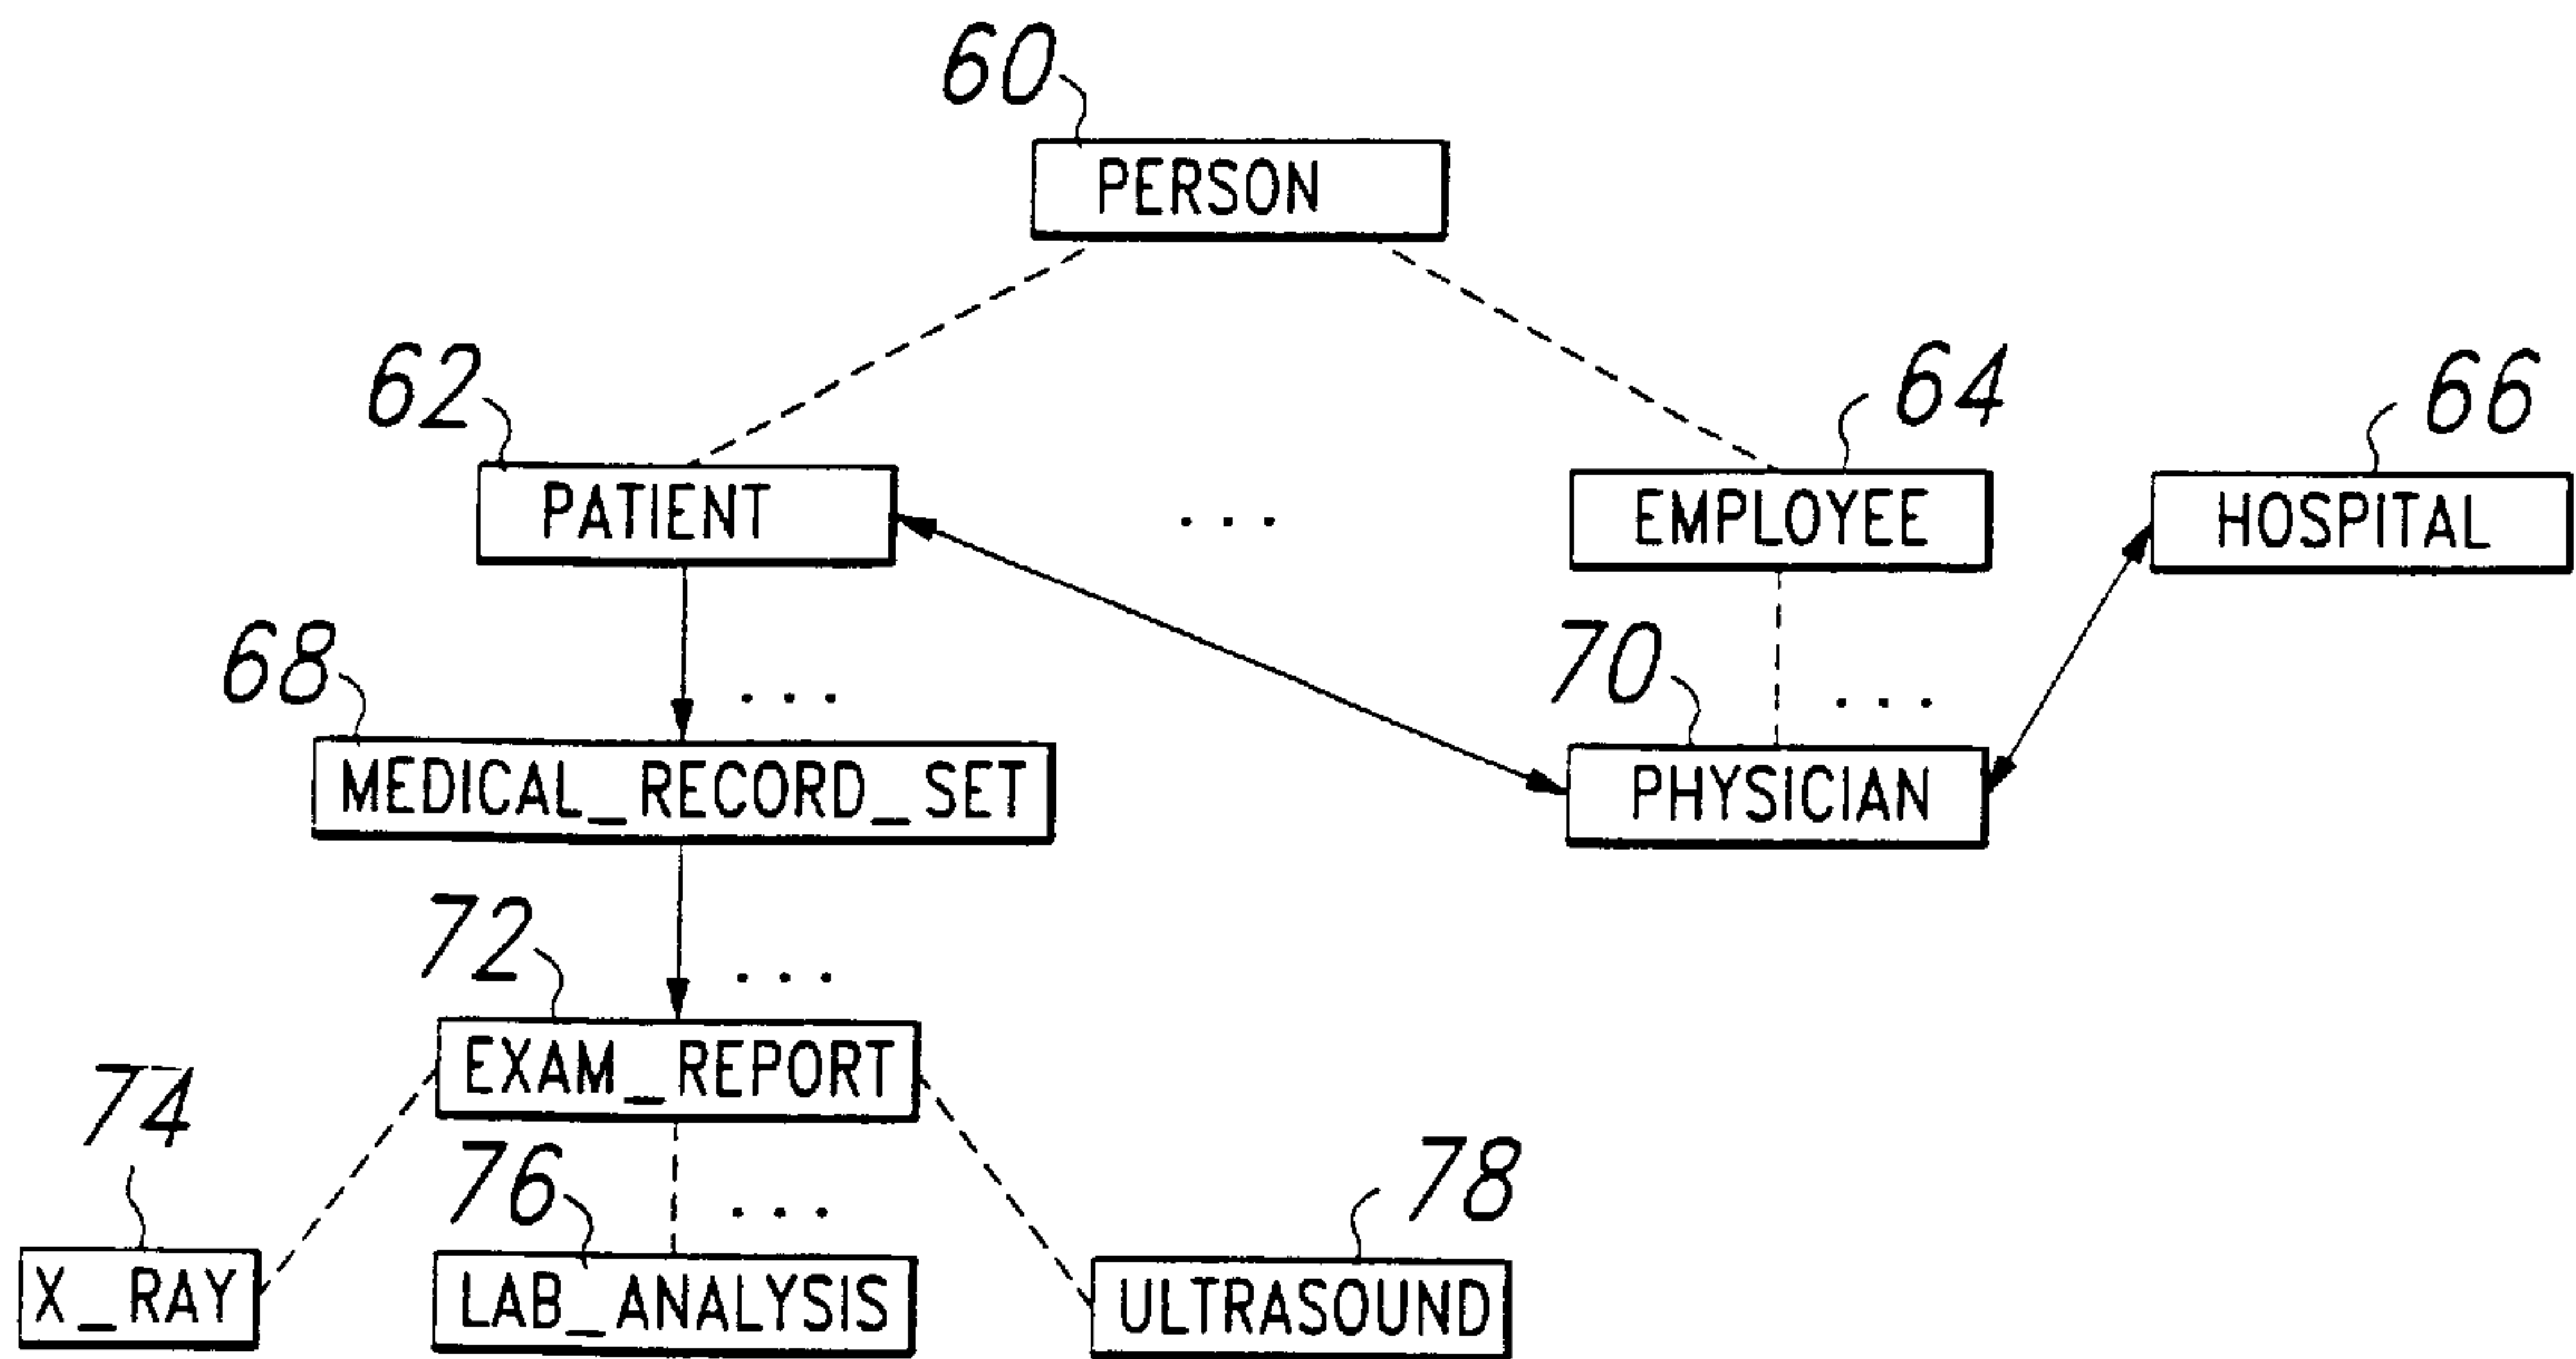 60
PERSON
62
64
66
PATIENT
. . .
EMPLOYEE
HOSPITAL
68
. . .
70
. . .
MEDICAL_RECORD_SET
PHYSICIAN
72
. . .
EXAM_REPORT
74
76
. . .
78
X_RAY
LAB_ANALYSIS
ULTRASOUND